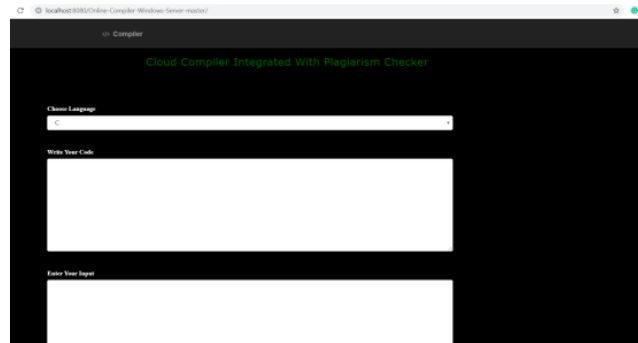 localhost:8080/Online-Compiler-Windows-Server-master/
</> Compiler
Cloud Compiler Integrated With Plagiarism Checker
Choose Language
C
Write Your Code
Enter Your Input